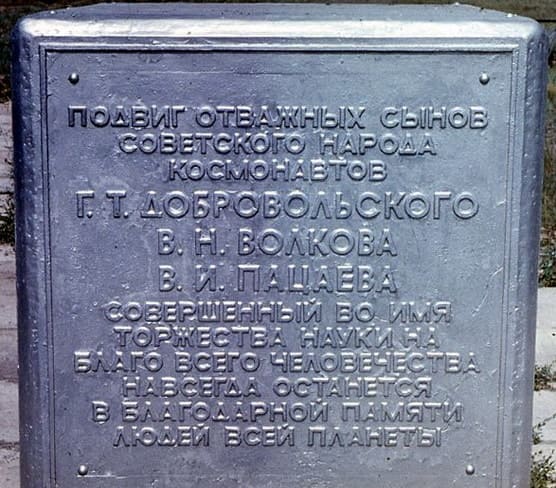 ПОДВИГ ОТВАЖНЫХ СЫНОВ
СОВЕТСКОГО НАРОДА
КОСМОНАВТОВ
Г. Т. ДОБРОВОЛЬСКОГО
В. Н. ВОЛКОВА
В. И. ПАЦАЕВА
СОВЕРШЕННЫЙ ВО ИМЯ
ТОРЖЕСТВА НАУКИ НА
БЛАГО ВСЕГО ЧЕЛОВЕЧЕСТВА
НАВСЕГДА ОСТАНЕТСЯ
В БЛАГОДАРНОЙ ПАМЯТИ
ЛЮДЕЙ ВСЕЙ ПЛАНЕТЫ